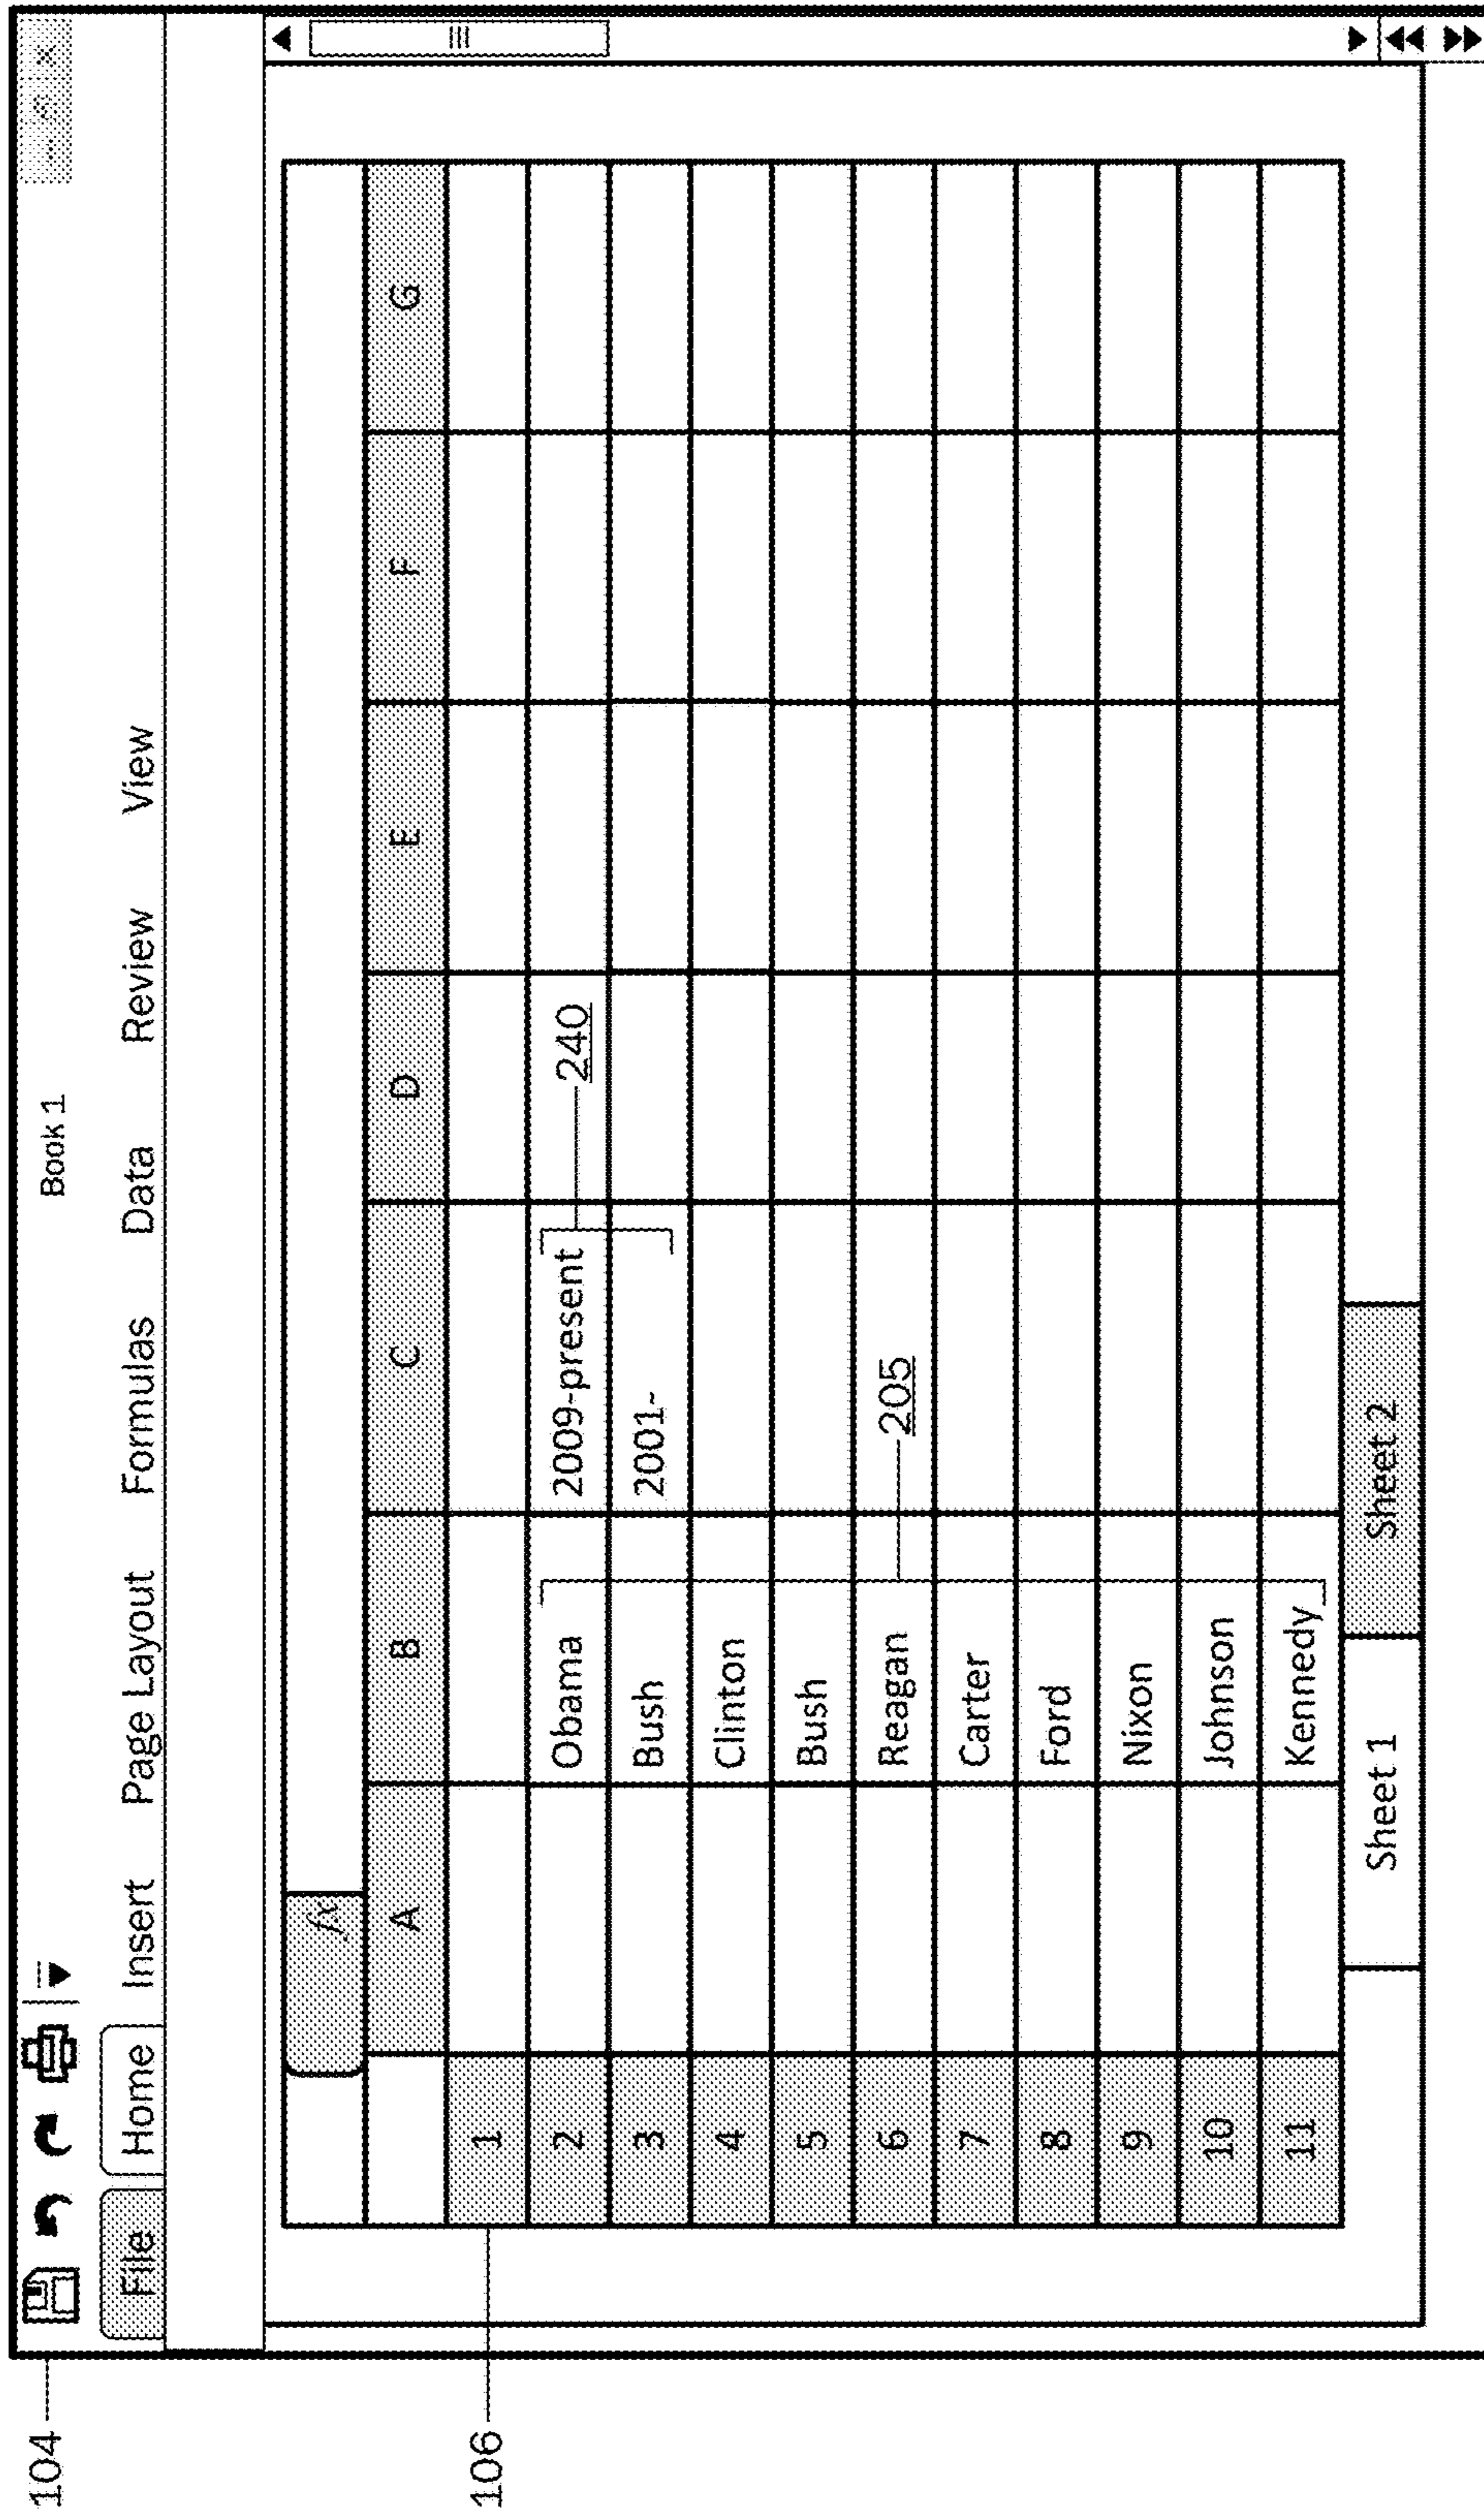 104
Book 1
File Home Insert Page Layout Formulas Data Review View
fx
A B C D E F G
106
1
2 Obama 2009-present 240
3 Bush 2001-
4 Clinton
5 Bush
6 Reagan 205
7 Carter
8 Ford
9 Nixon
10 Johnson
11 Kennedy
Sheet 1 Sheet 2